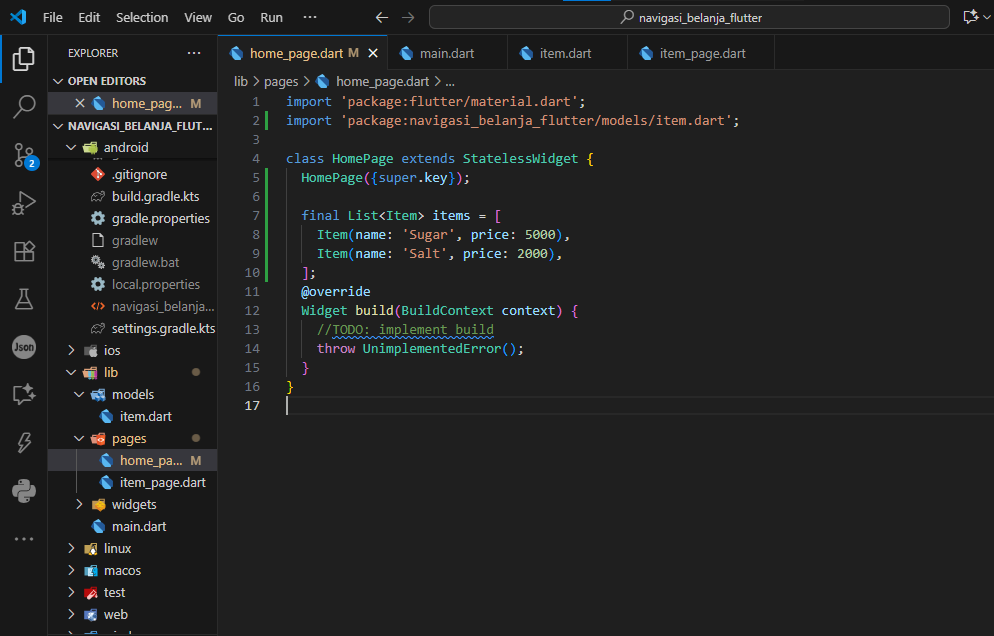 File Edit Selection View Go Run ··· navigasi_belanja_flutter
EXPLORER ···
OPEN EDITORS
home_pag... M
NAVIGASI_BELANJA_FLUT...
android
.gitignore
build.gradle.kts
gradle.properties
gradlew
gradlew.bat
local.properties
navigasi_belanja...
settings.gradle.kts
ios
lib
models
item.dart
pages
home_pa... M
item_page.dart
widgets
main.dart
linux
macos
test
web
2
Json
home_page.dart M main.dart item.dart item_page.dart
lib > pages > home_page.dart > ...
1 import 'package:flutter/material.dart';
2 import 'package:navigasi_belanja_flutter/models/item.dart';
3
4 class HomePage extends StatelessWidget {
5 HomePage({super.key});
6
7 final List<Item> items = [
8 Item(name: 'Sugar', price: 5000),
9 Item(name: 'Salt', price: 2000),
10 ];
11 @override
12 Widget build(BuildContext context) {
13 //TODO: implement build
14 throw UnimplementedError();
15 }
16 }
17